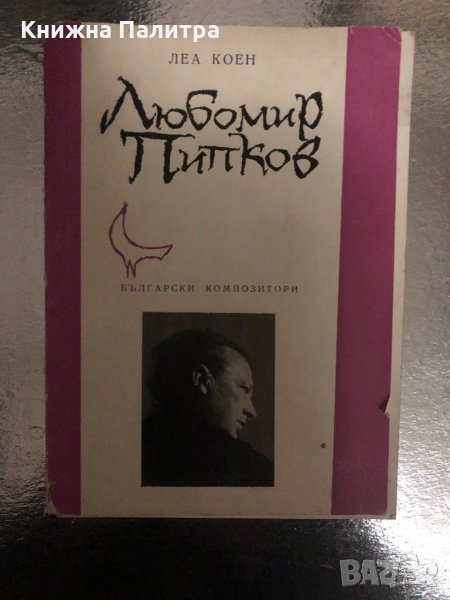 Книжна Палитра
ЛЕА КОЕН
Любомир
Пипков
БЪЛГАРСКИ КОМПОЗИТОРИ